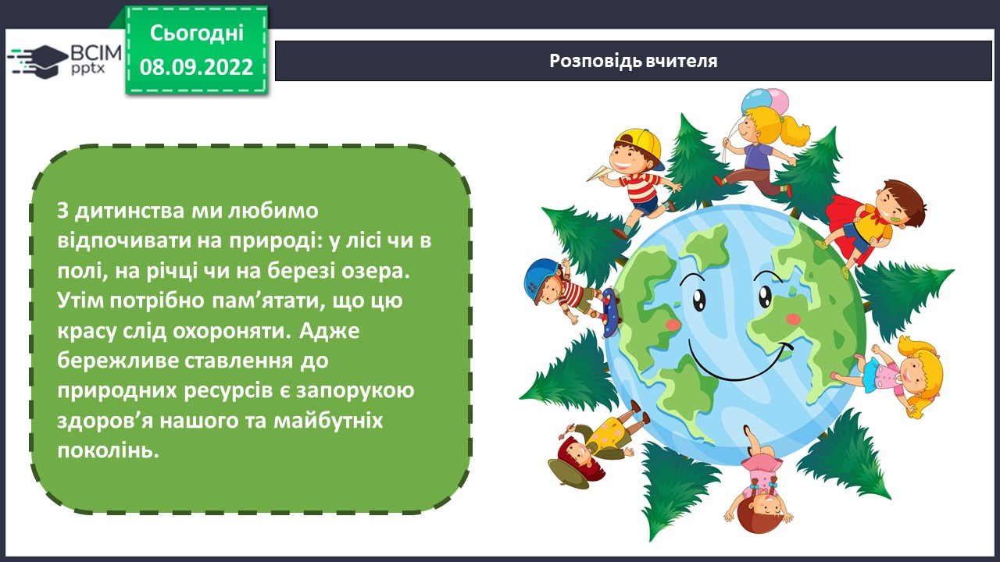 Сьогодні
08.09.2022
ВСІМ
pptx
Розповідь вчителя
З дитинства ми любимо
відпочивати на природі: у лісі чи в
полі, на річці чи на березі озера.
Утім потрібно пам’ятати, що цю
красу слід охороняти. Адже
бережливе ставлення до
природних ресурсів є запорукою
здоров’я нашого та майбутніх
поколінь.